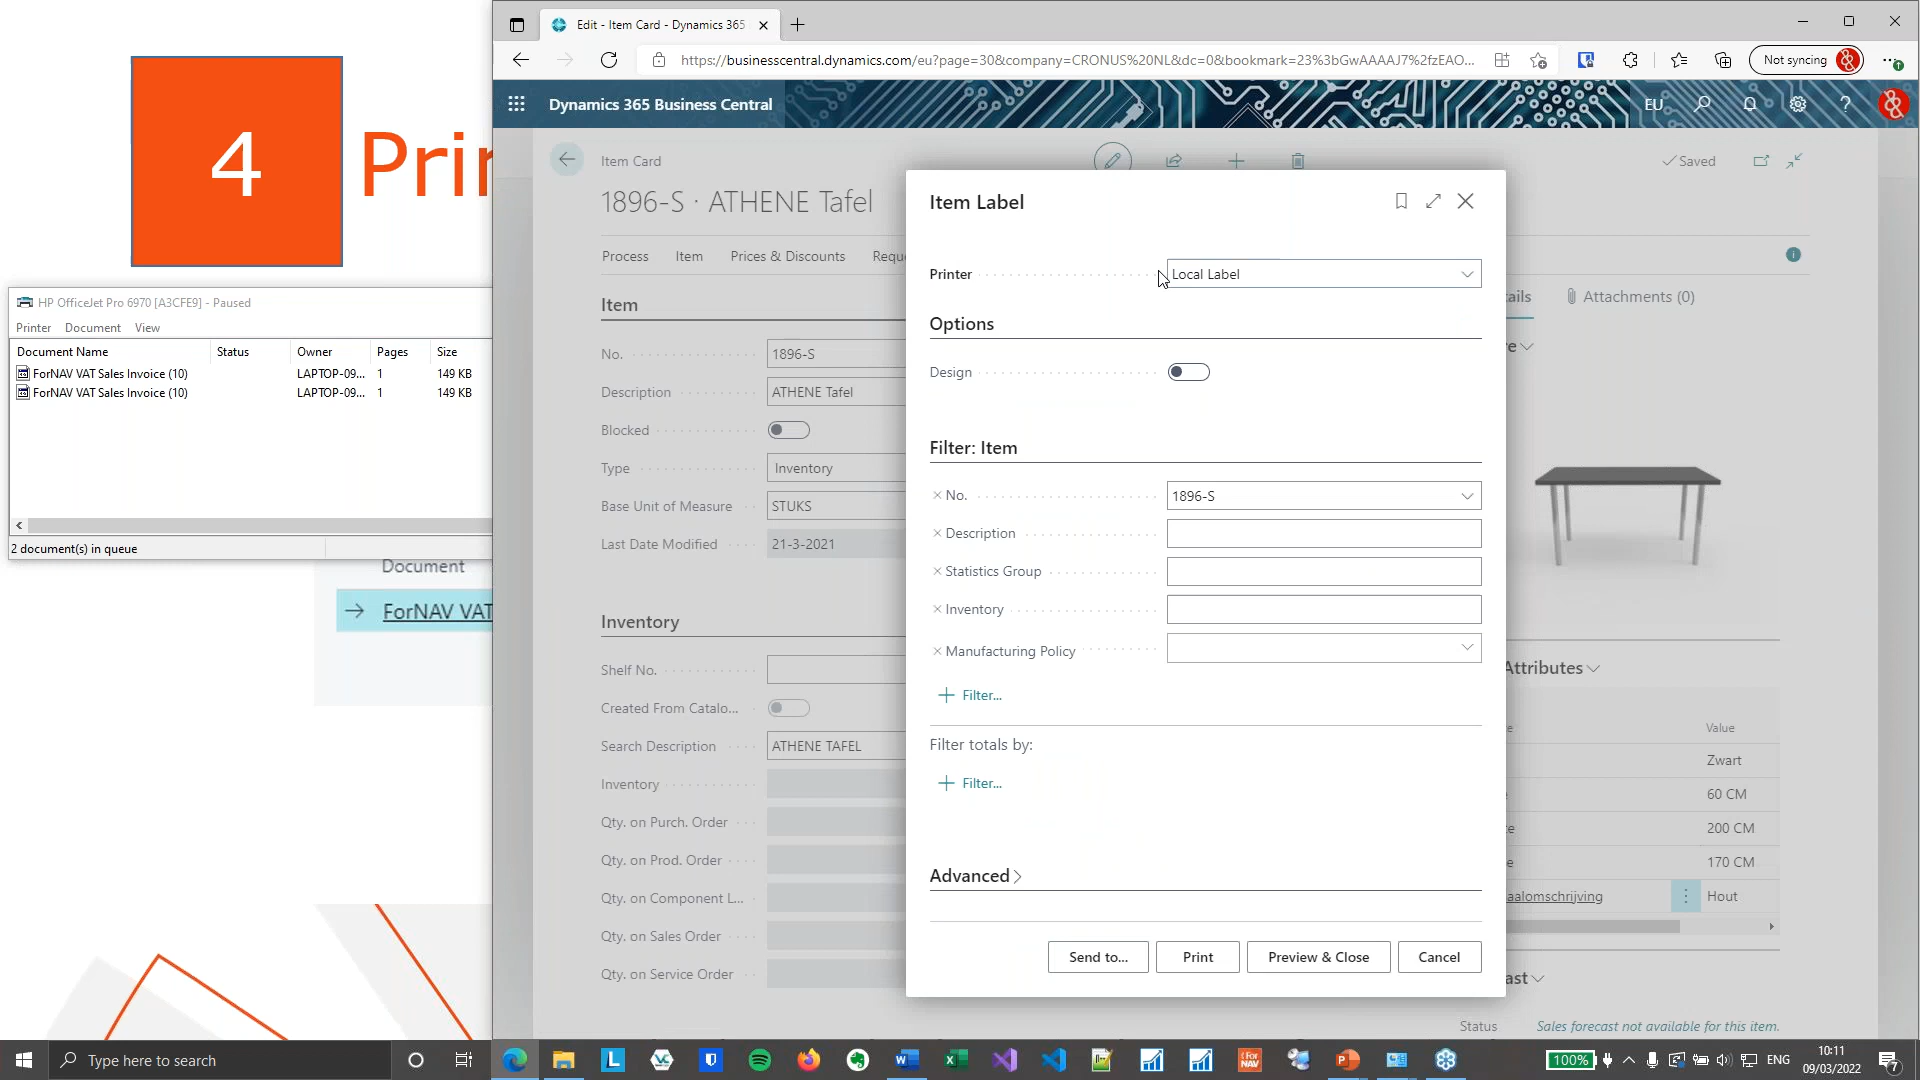 Edit - Item Card - Dynamics 365
https://businesscentral.dynamics.com/eu?page=30&company=CRONUS%20NL&dc=0&bookmark=23%3bGwAAAAJ7%2fzEAO...
Not syncing
Dynamics 365 Business Central
EU
4
Prin
HP OfficeJet Pro 6970 [A3CFE9] - Paused
Printer Document View
Document Name Status Owner Pages Size
ForNAV VAT Sales Invoice (10) LAPTOP-09... 1 149 KB
ForNAV VAT Sales Invoice (10) LAPTOP-09... 1 149 KB
2 document(s) in queue
Document
ForNAV VAT
Item Card
Saved
1896-S · ATHENE Tafel
Process Item Prices & Discounts Requ
Item
No. 1896-S
Description ATHENE Tafel
Blocked
Type Inventory
Base Unit of Measure STUKS
Last Date Modified 21-3-2021
Inventory
Shelf No.
Created From Catalo...
Search Description ATHENE TAFEL
Inventory
Qty. on Purch. Order
Qty. on Prod. Order
Qty. on Component L...
Qty. on Sales Order
Qty. on Service Order
Item Label
Printer Local Label
Options
Design
Filter: Item
No. 1896-S
Description
Statistics Group
Inventory
Manufacturing Policy
Filter...
Filter totals by:
Filter...
Advanced
Send to... Print Preview & Close Cancel
ails Attachments (0)
e
Attributes
e Value
Zwart
e 60 CM
te 200 CM
e 170 CM
aalomschrijving Hout
ast
Status Sales forecast not available for this item.
Type here to search
100% ENG
10:11
09/03/2022
7